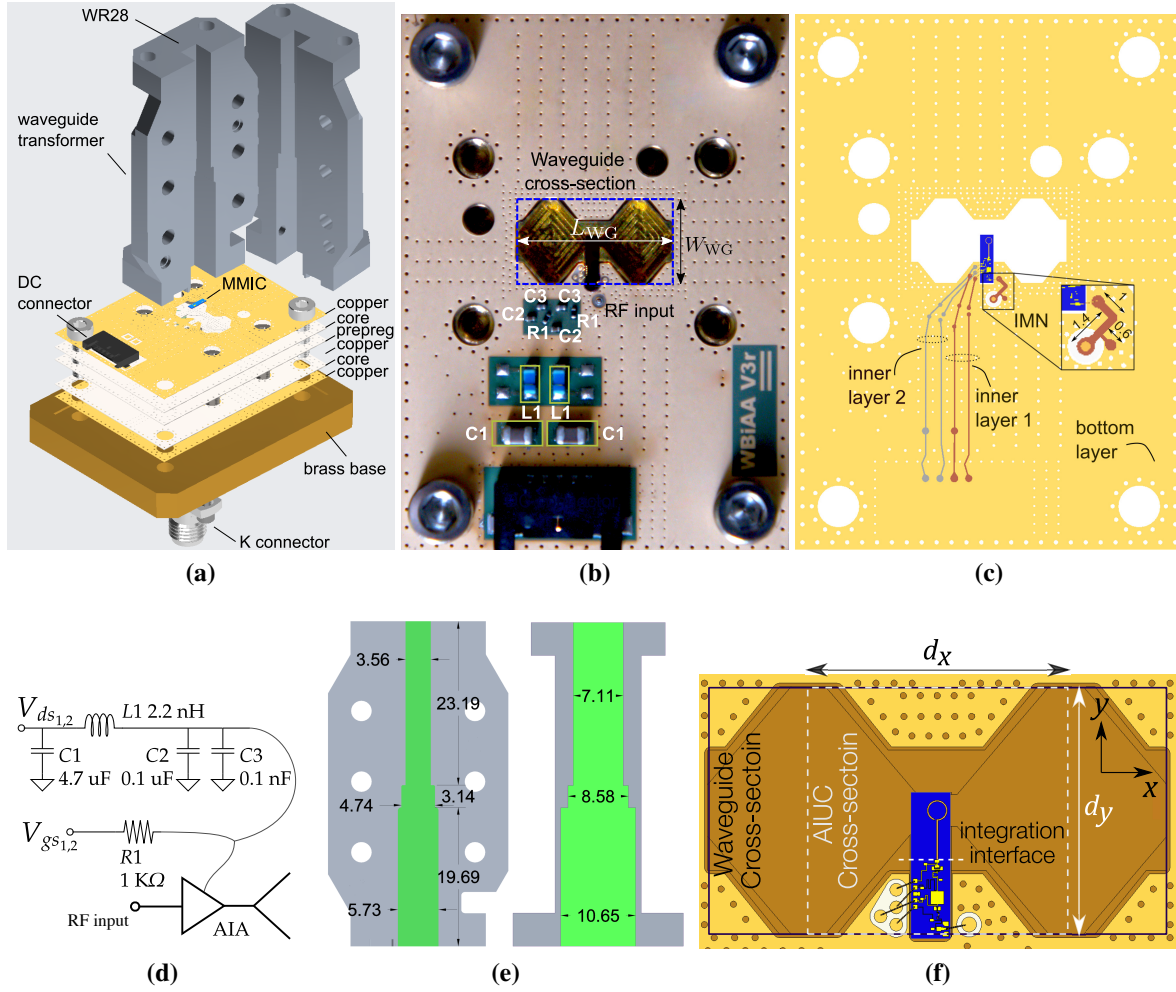 WR28
waveguide
transformer
DC
connector
MMIC
copper
core
prepreg
copper
core
copper
brass base
K connector
(a)
Waveguide
cross-section
L_WG
W_WG
RF input
C3 C3
C2 R1
R1 C2
L1 L1
C1 C1
WBiAA V3r
(b)
IMN
1
1.4
0.6
inner
layer 2
inner
layer 1
bottom
layer
(c)
V_ds1,2
L1 2.2 nH
C1 C2 C3
4.7 uF 0.1 uF 0.1 nF
V_gs1,2
R1
1 KΩ
RF input
AIA
(d)
3.56
23.19
7.11
3.14
4.74
8.58
19.69
5.73
10.65
(e)
d_x
Waveguide
Cross-sectoin
AIUC
Cross-sectoin
y
x
d_y
integration
interface
(f)